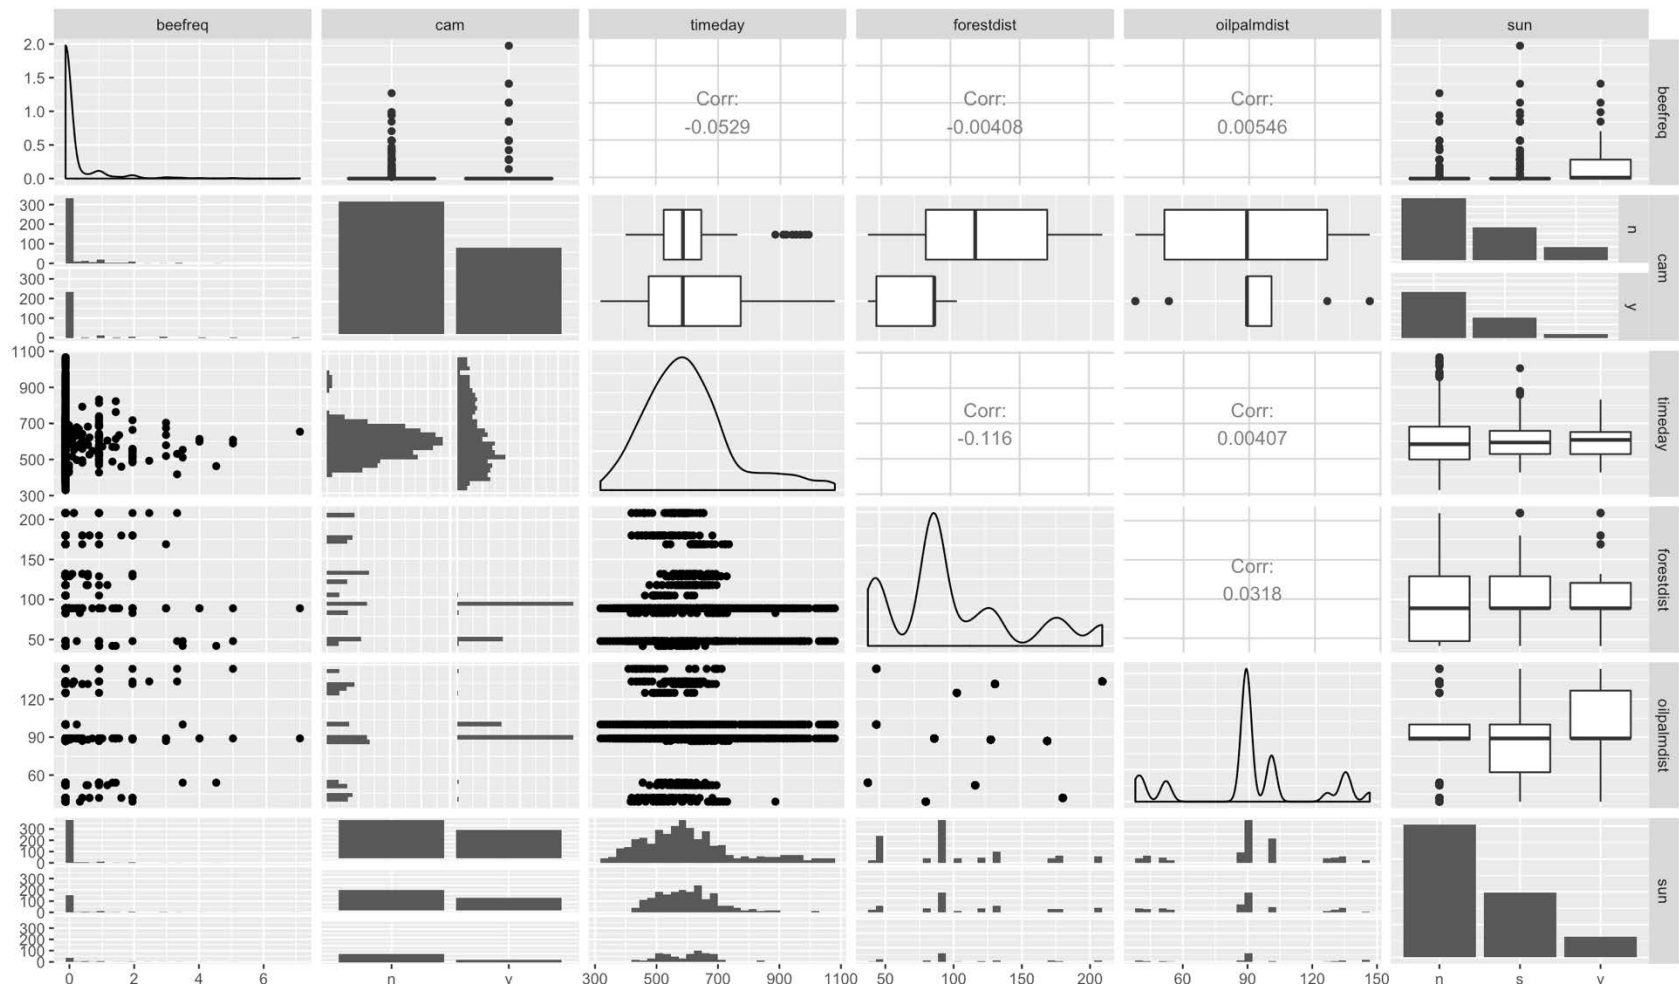 beefreq cam timeday forestdist oilpalmdist sun
2.0
1.5
1.0
0.5
0.0
Corr:
-0.0529
Corr:
-0.00408
Corr:
0.00546
beefreq
300
200
100
0
300
200
100
0
n
y
cam
1100
900
700
500
300
Corr:
-0.116
Corr:
0.00407
timeday
200
150
100
50
Corr:
0.0318
forestdist
120
90
60
oilpalmdist
300
200
100
0
300
200
100
0
300
200
100
0
sun
0 2 4 6 n y 300 500 700 900 1100 50 100 150 200 60 90 120 150 n s v